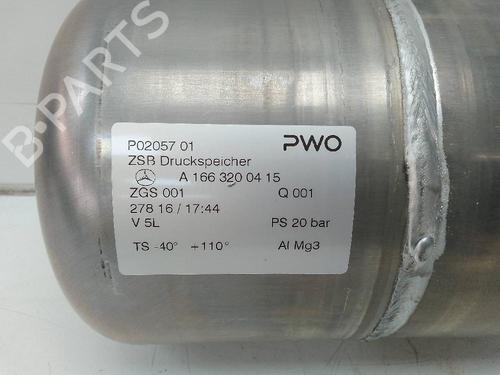 B-PARTS
P02057 01
PWO
ZSB Druckspeicher
A 166 320 04 15
ZGS 001 Q 001
278 16 / 17:44
V 5L PS 20 bar
TS -40° +110° Al Mg3